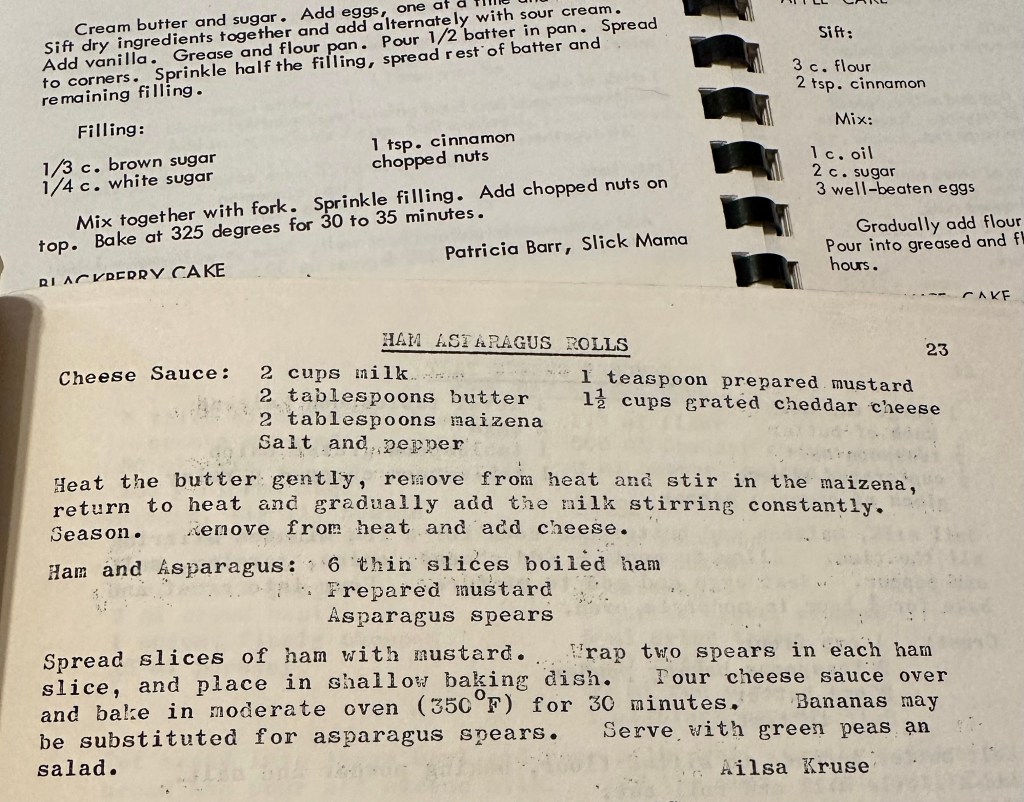 Cream butter and sugar. Add eggs, one at a time
Sift dry ingredients together and add alternately with sour cream.
Add vanilla. Grease and flour pan. Pour 1/2 batter in pan. Spread
to corners. Sprinkle half the filling, spread rest of batter and
remaining filling.
Filling:
1/3 c. brown sugar 1 tsp. cinnamon
1/4 c. white sugar chopped nuts
Mix together with fork. Sprinkle filling. Add chopped nuts on
top. Bake at 325 degrees for 30 to 35 minutes.
Patricia Barr, Slick Mama
BLACKBERRY CAKE
APPLE CAKE
Sift:
3 c. flour
2 tsp. cinnamon
Mix:
1 c. oil
2 c. sugar
3 well-beaten eggs
Gradually add flour
Pour into greased and
hours.
CAKE
HAM ASPARAGUS ROLLS
23
Cheese Sauce: 2 cups milk 1 teaspoon prepared mustard
2 tablespoons butter 1½ cups grated cheddar cheese
2 tablespoons maizena
Salt and pepper
Heat the butter gently, remove from heat and stir in the maizena,
return to heat and gradually add the milk stirring constantly.
Season. Remove from heat and add cheese.
Ham and Asparagus: 6 thin slices boiled ham
Prepared mustard
Asparagus spears
Spread slices of ham with mustard. Wrap two spears in each ham
slice, and place in shallow baking dish. Pour cheese sauce over
and bake in moderate oven (350°F) for 30 minutes. Bananas may
be substituted for asparagus spears. Serve with green peas an
salad.
Ailsa Kruse